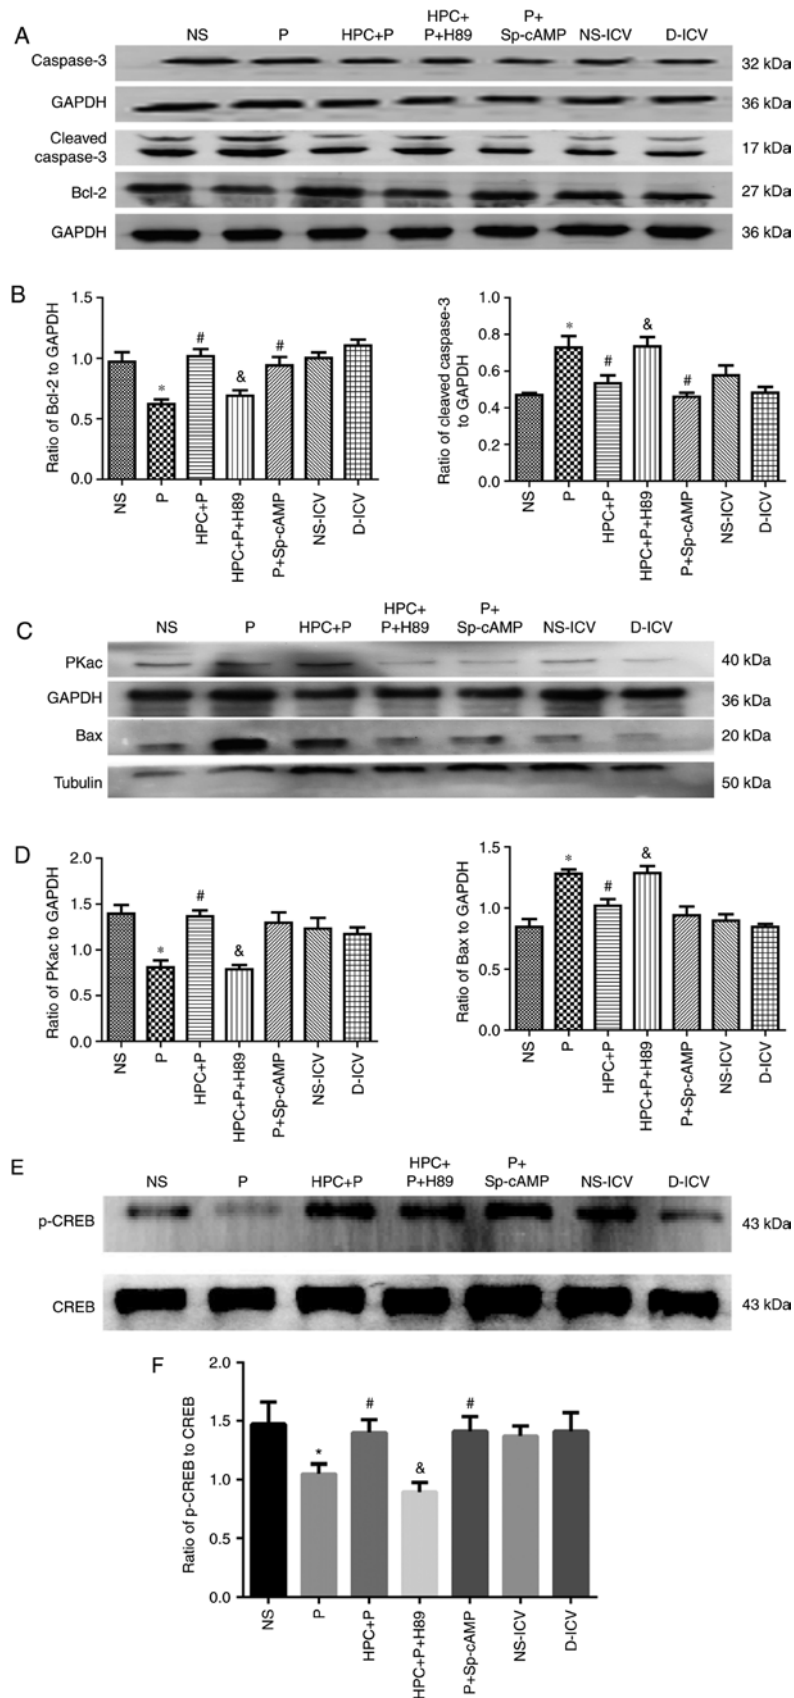 A
NS P HPC+P HPC+ P+H89 P+ Sp-cAMP NS-ICV D-ICV
Caspase-3 32 kDa
GAPDH 36 kDa
Cleaved caspase-3 17 kDa
Bcl-2 27 kDa
GAPDH 36 kDa
B
Ratio of Bcl-2 to GAPDH
1.5
1.0
0.5
0.0
* # & #
NS P HPC+P HPC+P+H89 P+Sp-cAMP NS-ICV D-ICV
Ratio of cleaved caspase-3
to GAPDH
1.0
0.8
0.6
0.4
0.2
0.0
* # & #
NS P HPC+P HPC+P+H89 P+Sp-cAMP NS-ICV D-ICV
C
NS P HPC+P HPC+ P+H89 P+ Sp-cAMP NS-ICV D-ICV
PKac 40 kDa
GAPDH 36 kDa
Bax 20 kDa
Tubulin 50 kDa
D
Ratio of PKac to GAPDH
2.0
1.5
1.0
0.5
0.0
* # &
NS P HPC+P HPC+P+H89 P+Sp-cAMP NS-ICV D-ICV
Ratio of Bax to GAPDH
1.5
1.0
0.5
0.0
* # &
NS P HPC+P HPC+P+H89 P+Sp-cAMP NS-ICV D-ICV
E
NS P HPC+P HPC+ P+H89 P+ Sp-cAMP NS-ICV D-ICV
p-CREB 43 kDa
CREB 43 kDa
F
Ratio of p-CREB to CREB
2.0
1.5
1.0
0.5
0.0
* # & #
NS P HPC+P HPC+P+H89 P+Sp-cAMP NS-ICV D-ICV